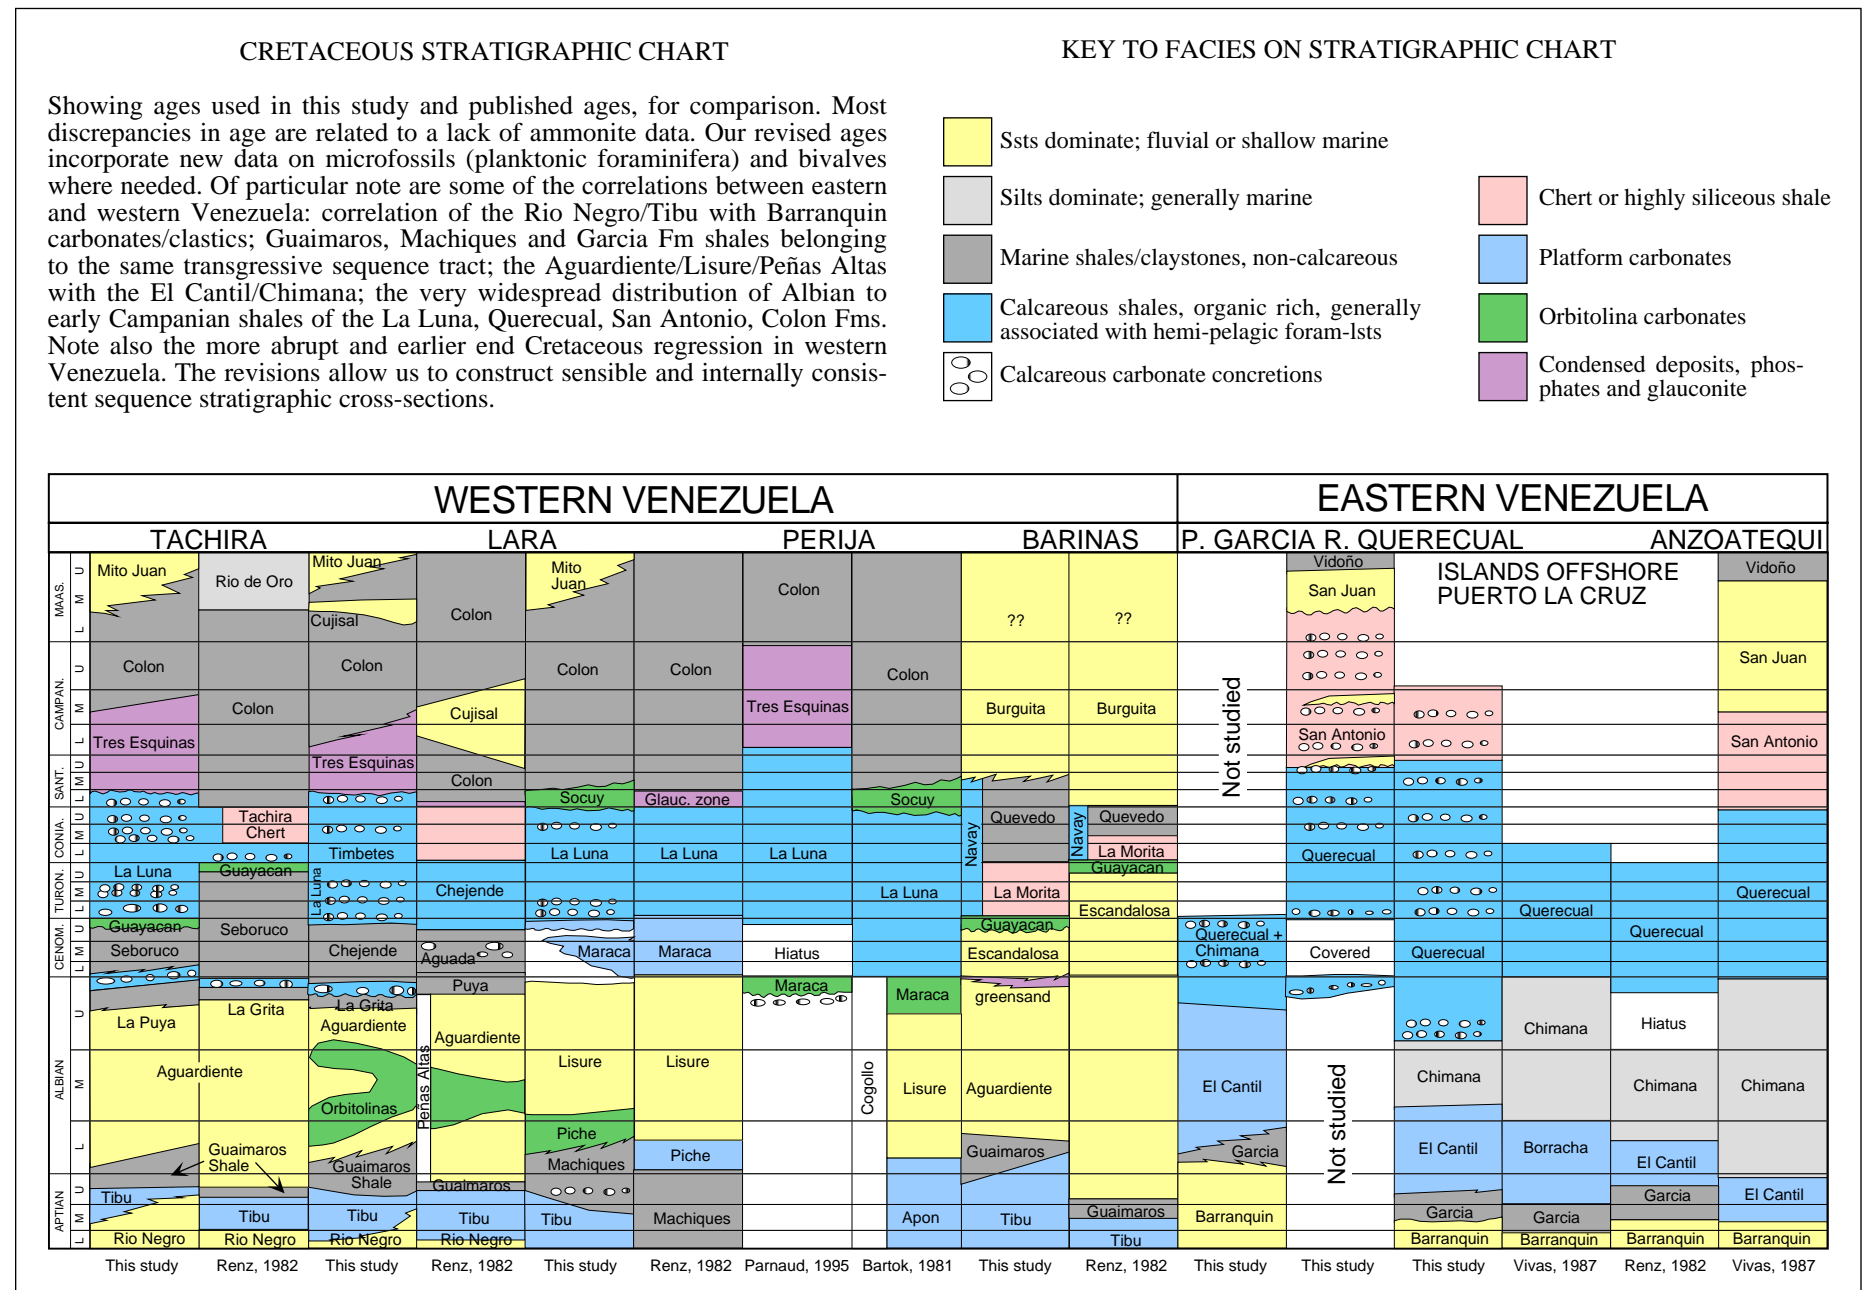 CRETACEOUS STRATIGRAPHIC CHART
Showing ages used in this study and published ages, for comparison. Most
discrepancies in age are related to a lack of ammonite data. Our revised ages
incorporate new data on microfossils (planktonic foraminifera) and bivalves
where needed. Of particular note are some of the correlations between eastern
and western Venezuela: correlation of the Rio Negro/Tibu with Barranquin
carbonates/clastics; Guaimaros, Machiques and Garcia Fm shales belonging
to the same transgressive sequence tract; the Aguardiente/Lisure/Peñas Altas
with the El Cantil/Chimana; the very widespread distribution of Albian to
early Campanian shales of the La Luna, Querecual, San Antonio, Colon Fms.
Note also the more abrupt and earlier end Cretaceous regression in western
Venezuela. The revisions allow us to construct sensible and internally consis-
tent sequence stratigraphic cross-sections.
KEY TO FACIES ON STRATIGRAPHIC CHART
Ssts dominate; fluvial or shallow marine
Silts dominate; generally marine
Marine shales/claystones, non-calcareous
Calcareous shales, organic rich, generally
associated with hemi-pelagic foram-lsts
Calcareous carbonate concretions
Chert or highly siliceous shale
Platform carbonates
Orbitolina carbonates
Condensed deposits, phos-
phates and glauconite
WESTERN VENEZUELA
EASTERN VENEZUELA
TACHIRA LARA PERIJA BARINAS P. GARCIA R. QUERECUAL ANZOATEQUI
MAAS.
U
M
L
CAMPAN.
U
M
L
SANT.
U
M
L
CONIA.
U
M
L
TURON.
U
M
L
CENOM.
U
M
L
ALBIAN
U
M
L
APTIAN
U
M
L
Mito Juan
Colon
Tres Esquinas
La Luna
Guayacan
Seboruco
La Puya
Aguardiente
Tibu
Rio Negro
This study
Rio de Oro
Colon
Tachira
Chert
Guayacan
Seboruco
La Grita
Guaimaros
Shale
Tibu
Rio Negro
Renz, 1982
Mito Juan
Cujisal
Colon
Tres Esquinas
Timbetes
La Luna
Chejende
La Grita
Aguardiente
Orbitolinas
Guaimaros
Shale
Tibu
Rio Negro
This study
Colon
Cujisal
Colon
Chejende
Aguada
Puya
Aguardiente
Peñas Altas
Guaimaros
Tibu
Rio Negro
Renz, 1982
Mito
Juan
Colon
Socuy
La Luna
Maraca
Lisure
Piche
Machiques
Tibu
This study
Colon
Glauc. zone
La Luna
Maraca
Lisure
Piche
Machiques
Renz, 1982
Colon
Tres Esquinas
La Luna
Hiatus
Maraca
Parnaud, 1995
Colon
Socuy
La Luna
Maraca
Cogollo
Lisure
Apon
Bartok, 1981
??
Burguita
Quevedo
Navay
La Morita
Guayacan
Escandalosa
greensand
Aguardiente
Guaimaros
Tibu
This study
??
Burguita
Quevedo
Navay
La Morita
Guayacan
Escandalosa
Guaimaros
Tibu
Renz, 1982
Not studied
Querecual +
Chimana
El Cantil
Garcia
Barranquin
This study
Vidoño
San Juan
San Antonio
Querecual
Covered
Not studied
This study
ISLANDS OFFSHORE
PUERTO LA CRUZ
Querecual
Chimana
El Cantil
Garcia
Barranquin
This study
Querecual
Chimana
Borracha
Garcia
Barranquin
Vivas, 1987
Querecual
Hiatus
Chimana
El Cantil
Garcia
Barranquin
Renz, 1982
Vidoño
San Juan
San Antonio
Querecual
Chimana
El Cantil
Barranquin
Vivas, 1987